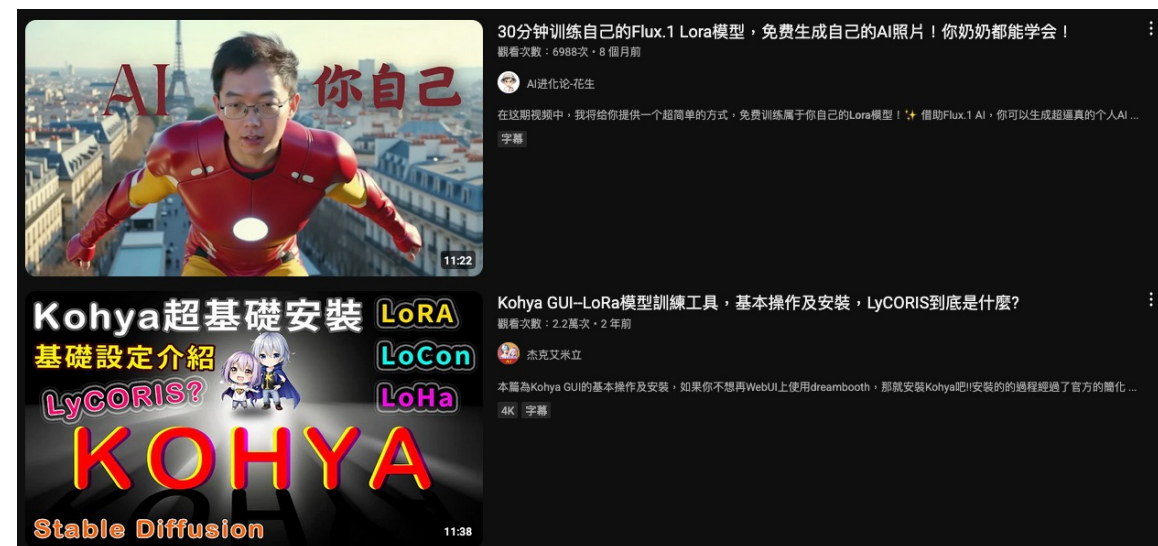 AI 你自己
11:22
30分钟训练自己的Flux.1 Lora模型，免费生成自己的AI照片！你奶奶都能学会！
觀看次數：6988次・8 個月前
AI进化论-花生
在这期视频中，我将给你提供一个超简单的方式，免费训练属于你自己的Lora模型！✨ 借助Flux.1 AI，你可以生成超逼真的个人AI ...
字幕
Kohya超基礎安裝 LoRA
基礎設定介紹 LoCon
LyCORIS? LoHa
KOHYA
Stable Diffusion
11:38
Kohya GUI--LoRa模型訓練工具，基本操作及安裝，LyCORIS到底是什麼?
觀看次數：2.2萬次・2 年前
杰克艾米立
本篇為Kohya GUI的基本操作及安裝，如果你不想再WebUI上使用dreambooth，那就安裝Kohya吧!!安裝的的過程經過了官方的簡化 ...
4K 字幕